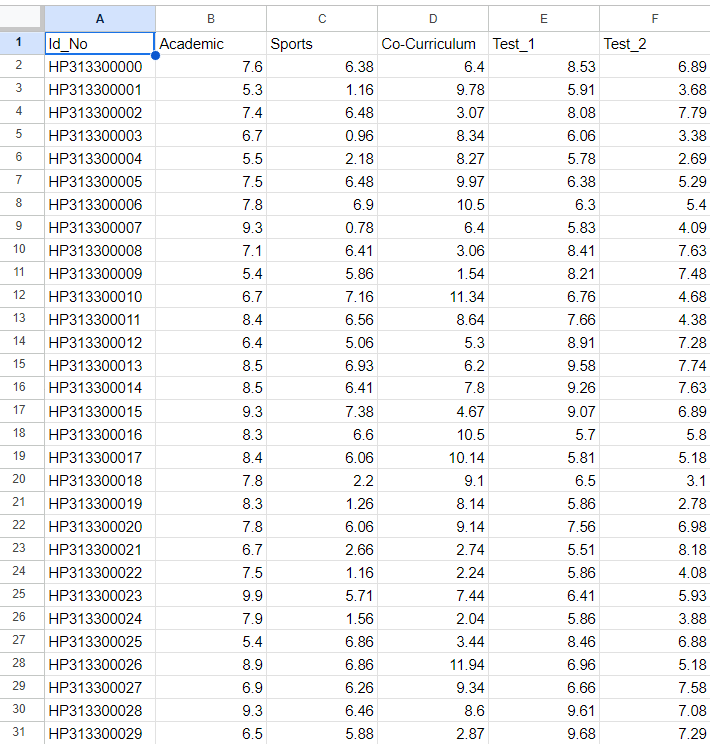 A B C D E F
1 Id_No Academic Sports Co-Curriculum Test_1 Test_2
2 HP313300000 7.6 6.38 6.4 8.53 6.89
3 HP313300001 5.3 1.16 9.78 5.91 3.68
4 HP313300002 7.4 6.48 3.07 8.08 7.79
5 HP313300003 6.7 0.96 8.34 6.06 3.38
6 HP313300004 5.5 2.18 8.27 5.78 2.69
7 HP313300005 7.5 6.48 9.97 6.38 5.29
8 HP313300006 7.8 6.9 10.5 6.3 5.4
9 HP313300007 9.3 0.78 6.4 5.83 4.09
10 HP313300008 7.1 6.41 3.06 8.41 7.63
11 HP313300009 5.4 5.86 1.54 8.21 7.48
12 HP313300010 6.7 7.16 11.34 6.76 4.68
13 HP313300011 8.4 6.56 8.64 7.66 4.38
14 HP313300012 6.4 5.06 5.3 8.91 7.28
15 HP313300013 8.5 6.93 6.2 9.58 7.74
16 HP313300014 8.5 6.41 7.8 9.26 7.63
17 HP313300015 9.3 7.38 4.67 9.07 6.89
18 HP313300016 8.3 6.6 10.5 5.7 5.8
19 HP313300017 8.4 6.06 10.14 5.81 5.18
20 HP313300018 7.8 2.2 9.1 6.5 3.1
21 HP313300019 8.3 1.26 8.14 5.86 2.78
22 HP313300020 7.8 6.06 9.14 7.56 6.98
23 HP313300021 6.7 2.66 2.74 5.51 8.18
24 HP313300022 7.5 1.16 2.24 5.86 4.08
25 HP313300023 9.9 5.71 7.44 6.41 5.93
26 HP313300024 7.9 1.56 2.04 5.86 3.88
27 HP313300025 5.4 6.86 3.44 8.46 6.88
28 HP313300026 8.9 6.86 11.94 6.96 5.18
29 HP313300027 6.9 6.26 9.34 6.66 7.58
30 HP313300028 9.3 6.46 8.6 9.61 7.08
31 HP313300029 6.5 5.88 2.87 9.68 7.29